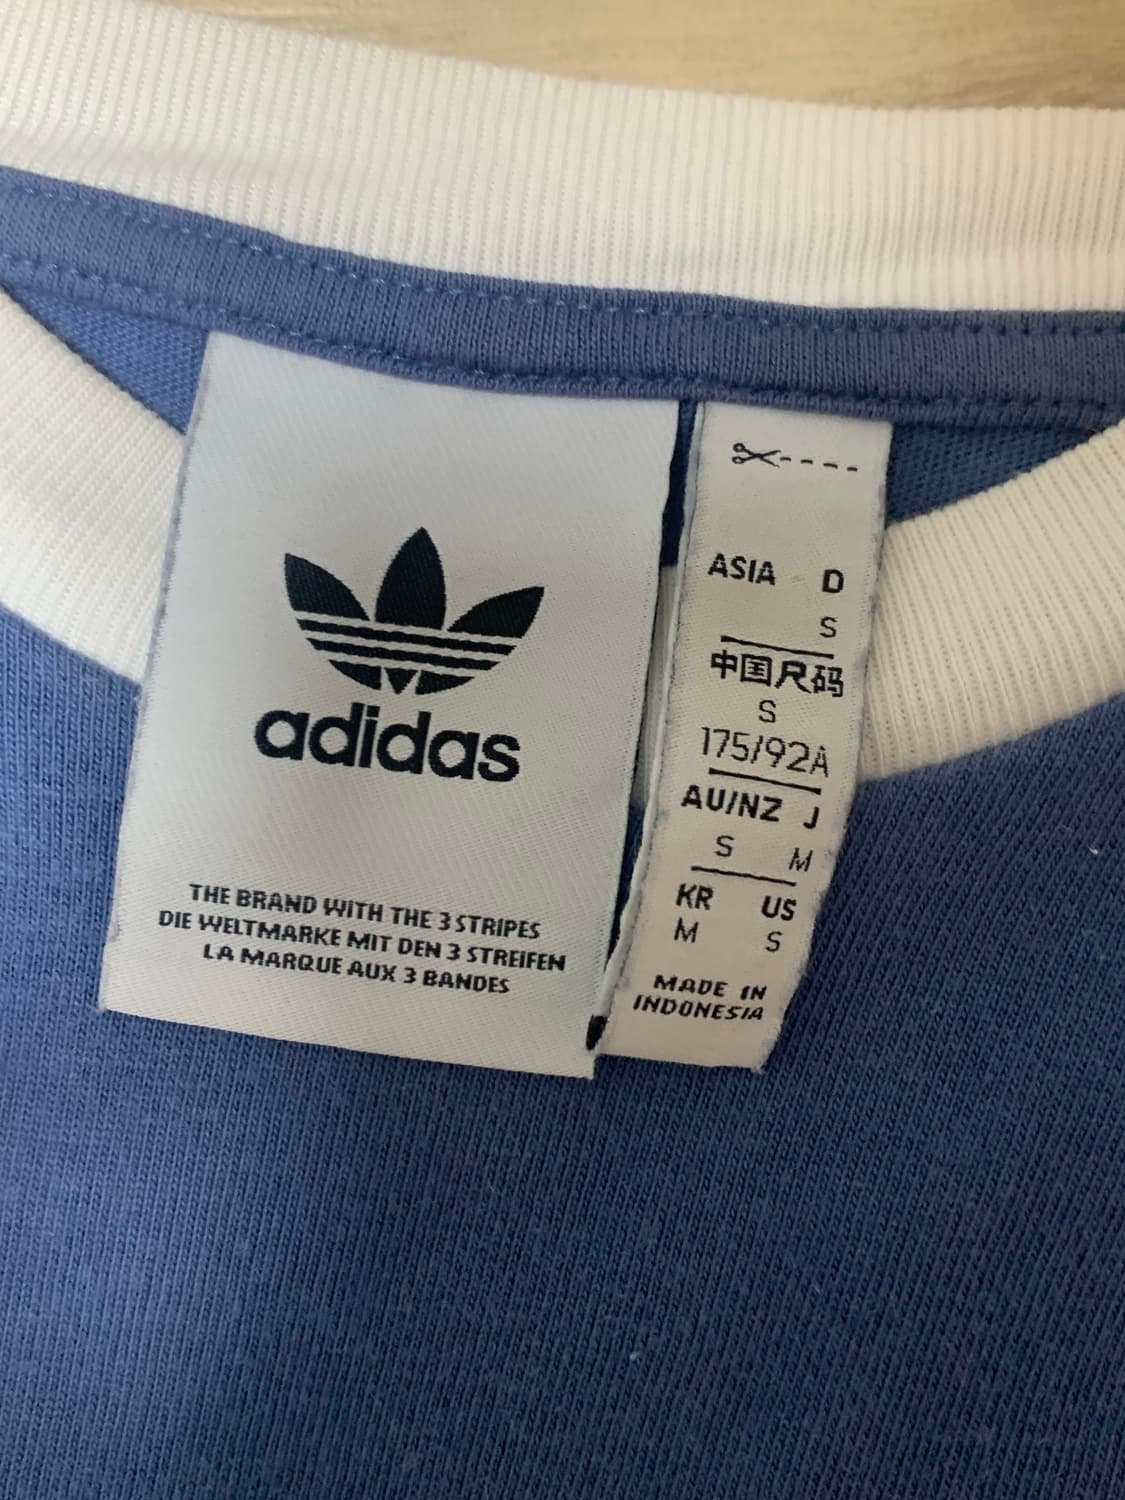 adidas
THE BRAND WITH THE 3 STRIPES
DIE WELTMARKE MIT DEN 3 STREIFEN
LA MARQUE AUX 3 BANDES
ASIA D
S
中国尺码
S
175/92A
AU/NZ J
S M
KR US
M S
MADE IN
INDONESIA